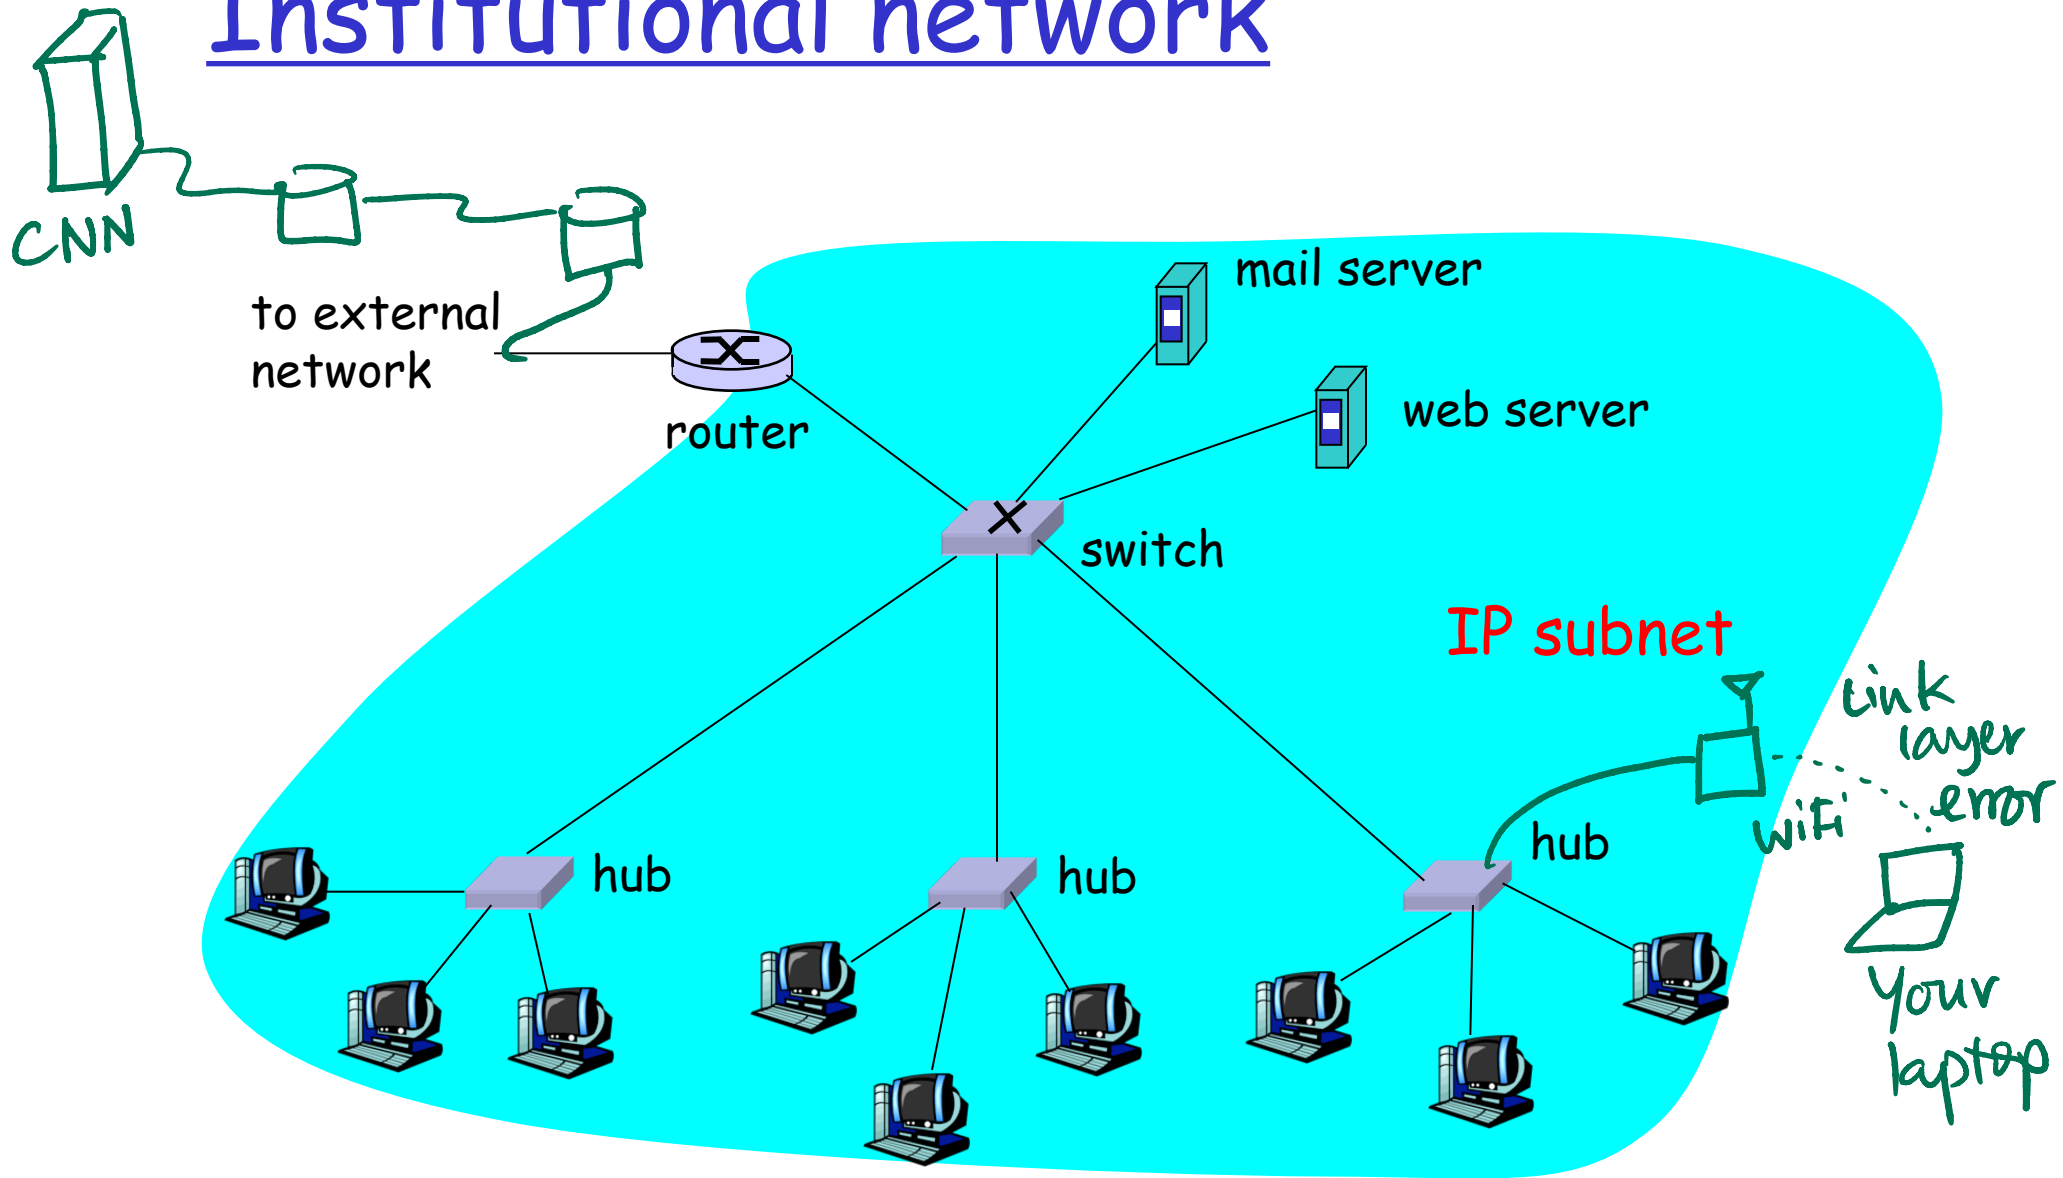 Institutional network
CNN
to external
network
router
mail server
web server
switch
IP subnet
Link
layer
error
WiFi
hub
hub
hub
Your
laptop